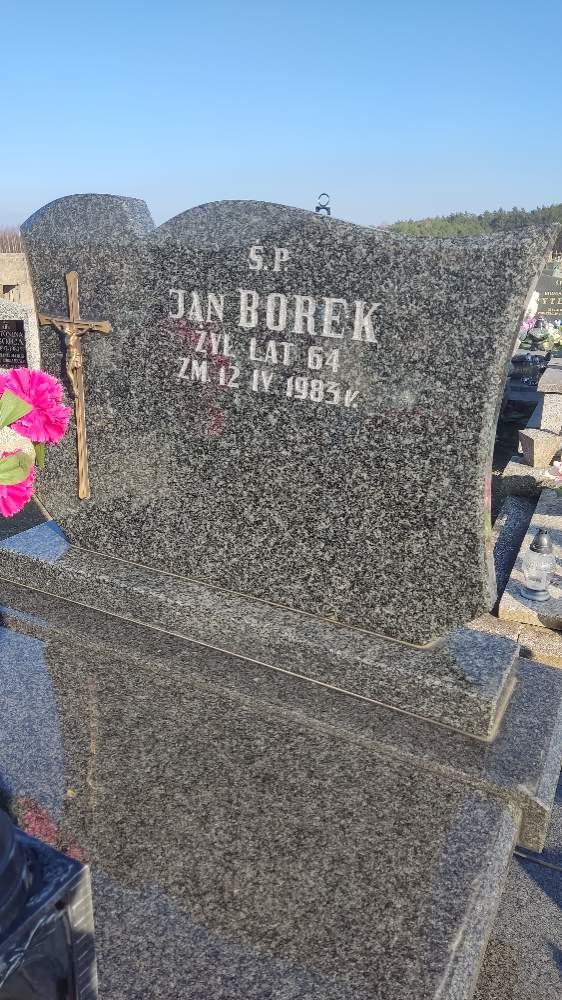 Ś.P.
JAN BOREK
ŻYŁ LAT 64
ZM 12 IV 1983 r.